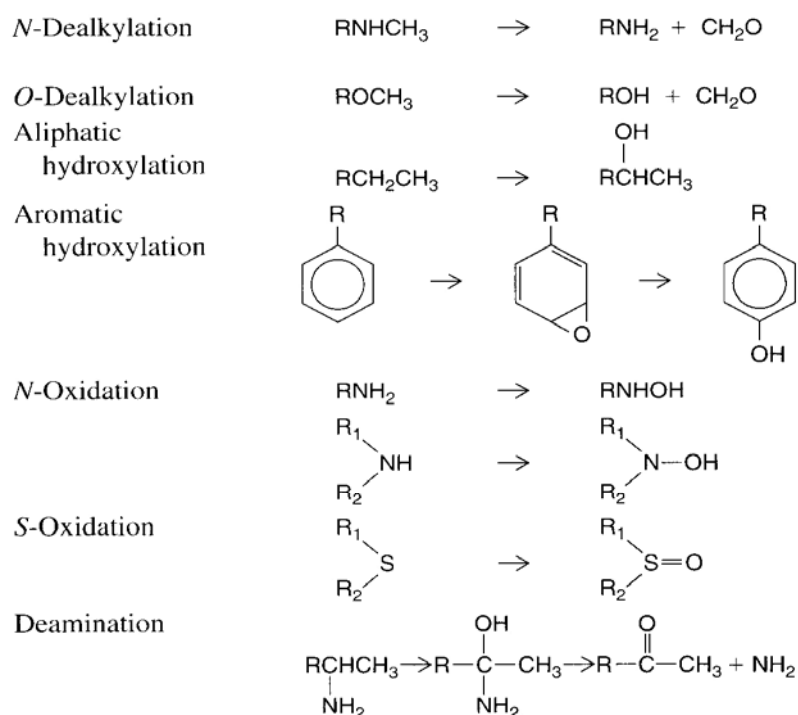 N-Dealkylation RNHCH₃ → RNH₂ + CH₂O
O-Dealkylation ROCH₃ → ROH + CH₂O
Aliphatic OH
hydroxylation RCH₂CH₃ → RCHCH₃
Aromatic R R R
hydroxylation → →
O
OH
N-Oxidation RNH₂ → RNHOH
R₁ R₁
NH → N—OH
R₂ R₂
S-Oxidation R₁ R₁
S → S=O
R₂ R₂
Deamination OH O
RCHCH₃→R—C—CH₃→R—C—CH₃ + NH₂
NH₂ NH₂